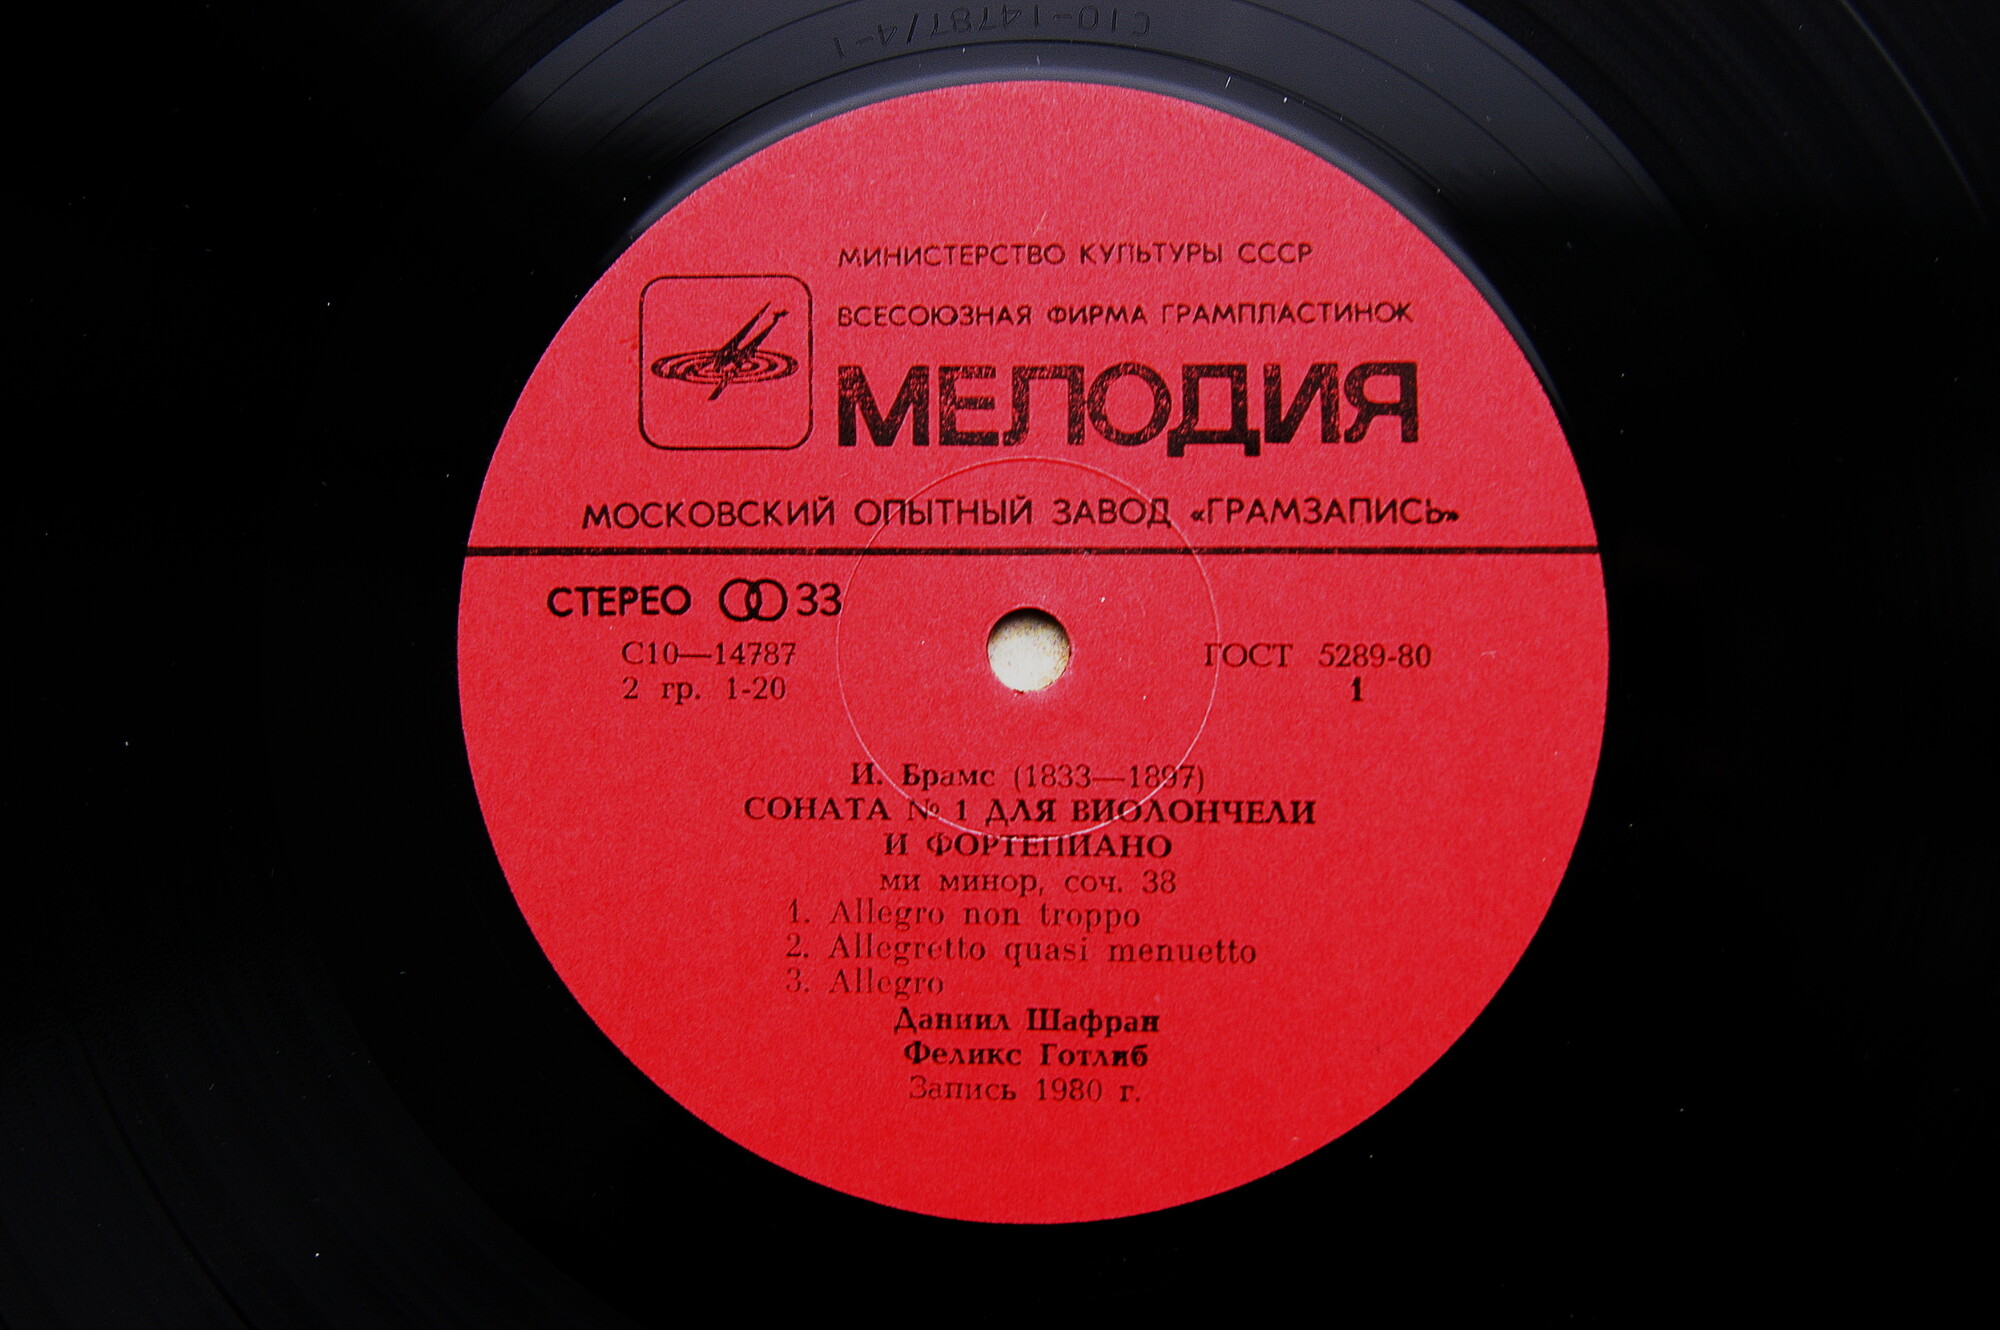 С10-14787/4-1
МИНИСТЕРСТВО КУЛЬТУРЫ СССР
ВСЕСОЮЗНАЯ ФИРМА ГРАМПЛАСТИНОК
МЕЛОДИЯ
МОСКОВСКИЙ ОПЫТНЫЙ ЗАВОД «ГРАМЗАПИСЬ»
СТЕРЕО 33
С10—14787
2 гр. 1-20
ГОСТ 5289-80
1
И. Брамс (1833—1897)
СОНАТА № 1 ДЛЯ ВИОЛОНЧЕЛИ
И ФОРТЕПИАНО
ми минор, соч. 38
1. Allegro non troppo
2. Allegretto quasi menuetto
3. Allegro
Даниил Шафран
Феликс Готлиб
Запись 1980 г.